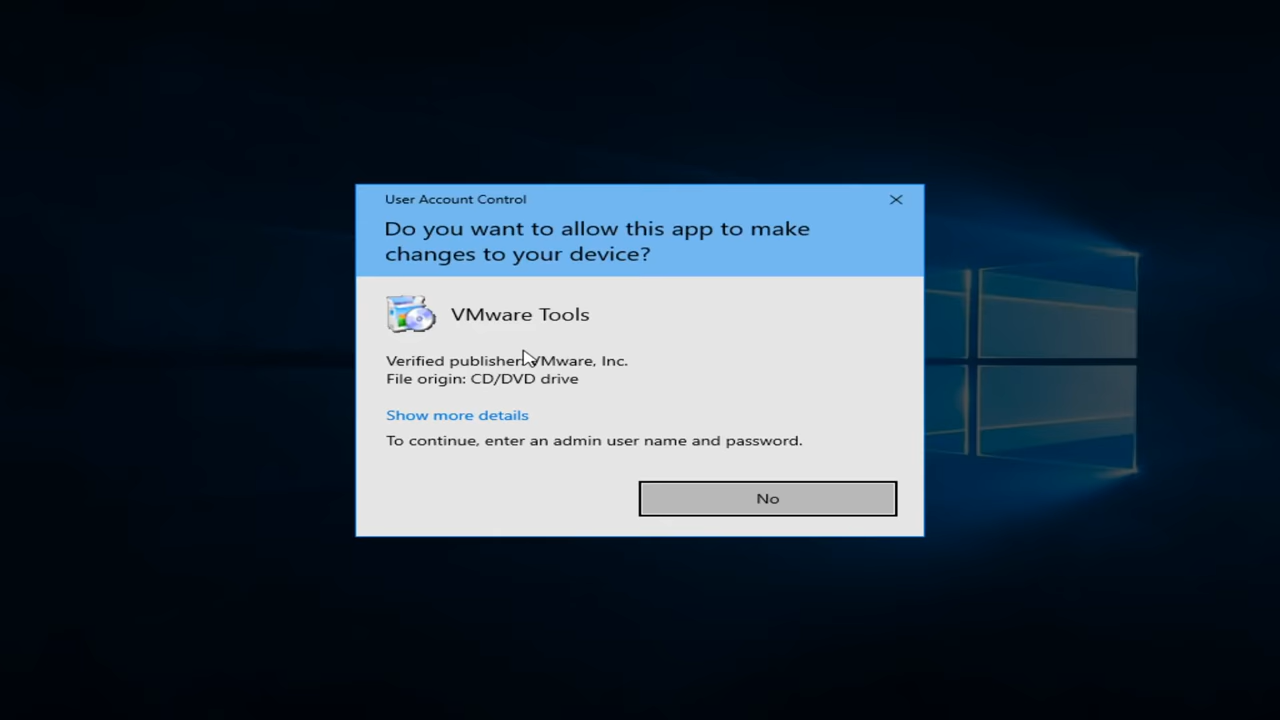 User Account Control
Do you want to allow this app to make
changes to your device?
VMware Tools
Verified publisher: VMware, Inc.
File origin: CD/DVD drive
Show more details
To continue, enter an admin user name and password.
No